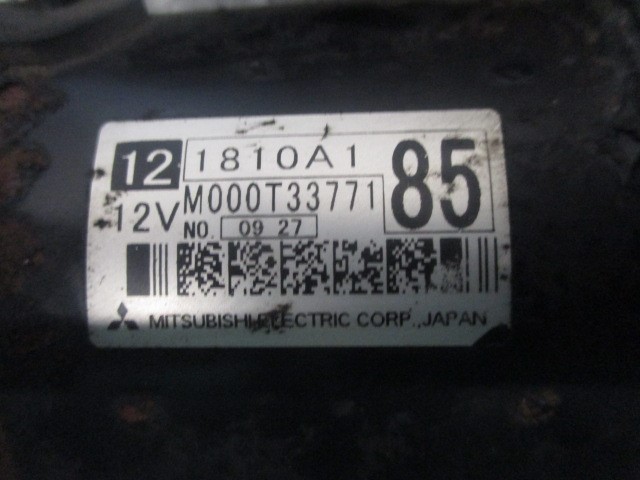 12 1810A1 85
12V M000T33771
NO. 09 27
MITSUBISHI ELECTRIC CORP., JAPAN